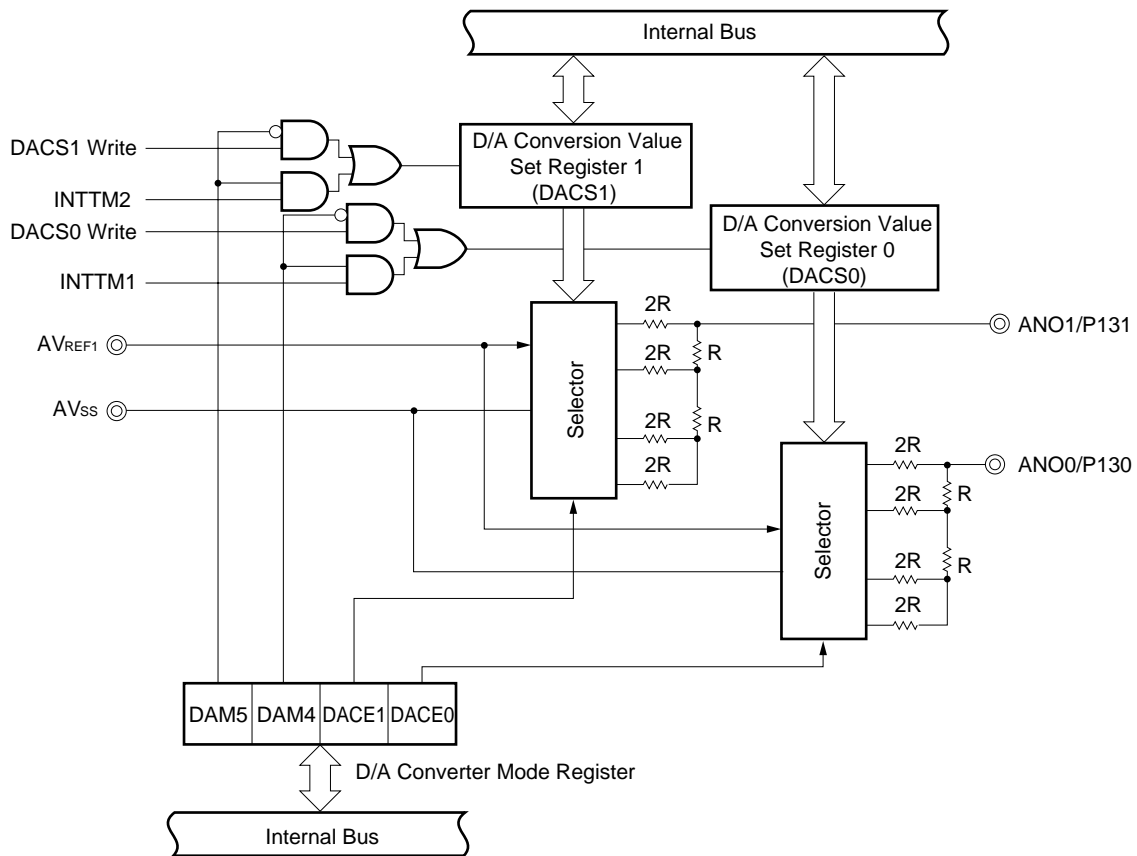 Internal Bus
DACS1 Write
D/A Conversion Value
Set Register 1
(DACS1)
INTTM2
DACS0 Write
D/A Conversion Value
Set Register 0
(DACS0)
INTTM1
2R
ANO1/P131
AVREF1
2R
R
Selector
AVSS
2R
R
2R
2R
ANO0/P130
2R
R
Selector
2R
R
2R
DAM5
DAM4
DACE1
DACE0
D/A Converter Mode Register
Internal Bus